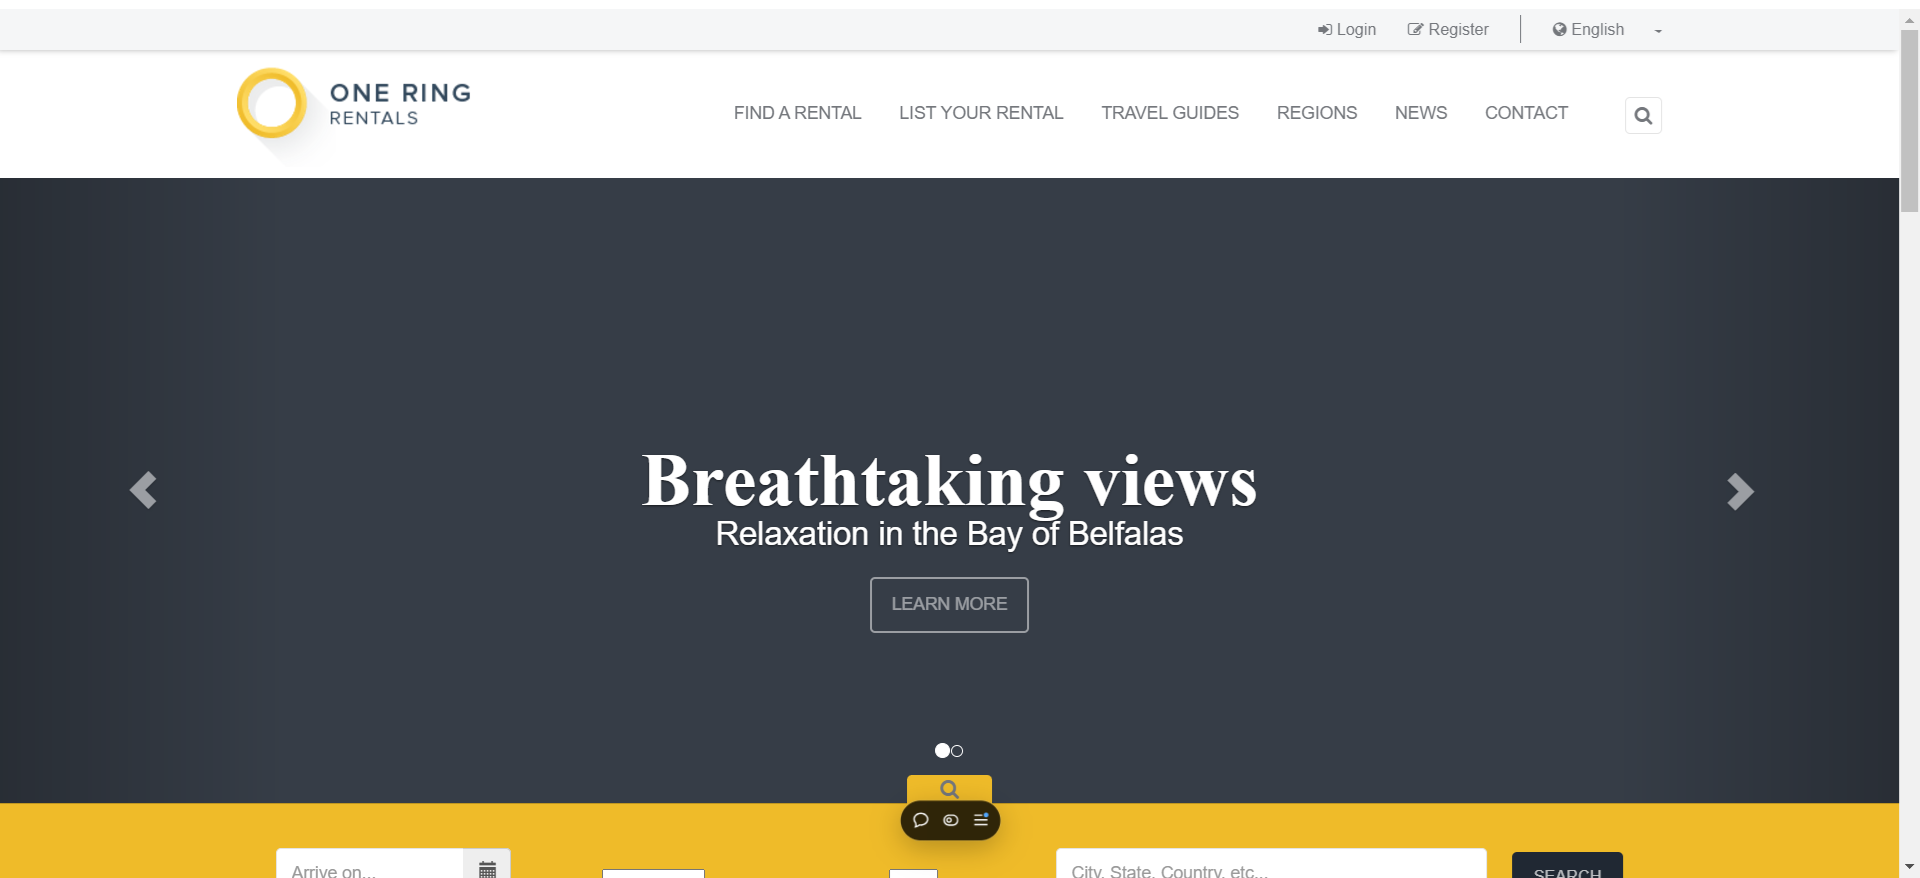 Login Register English
ONE RING
RENTALS
FIND A RENTAL LIST YOUR RENTAL TRAVEL GUIDES REGIONS NEWS CONTACT
Breathtaking views
Relaxation in the Bay of Belfalas
LEARN MORE
Arrive on...
City, State, Country, etc...
SEARCH